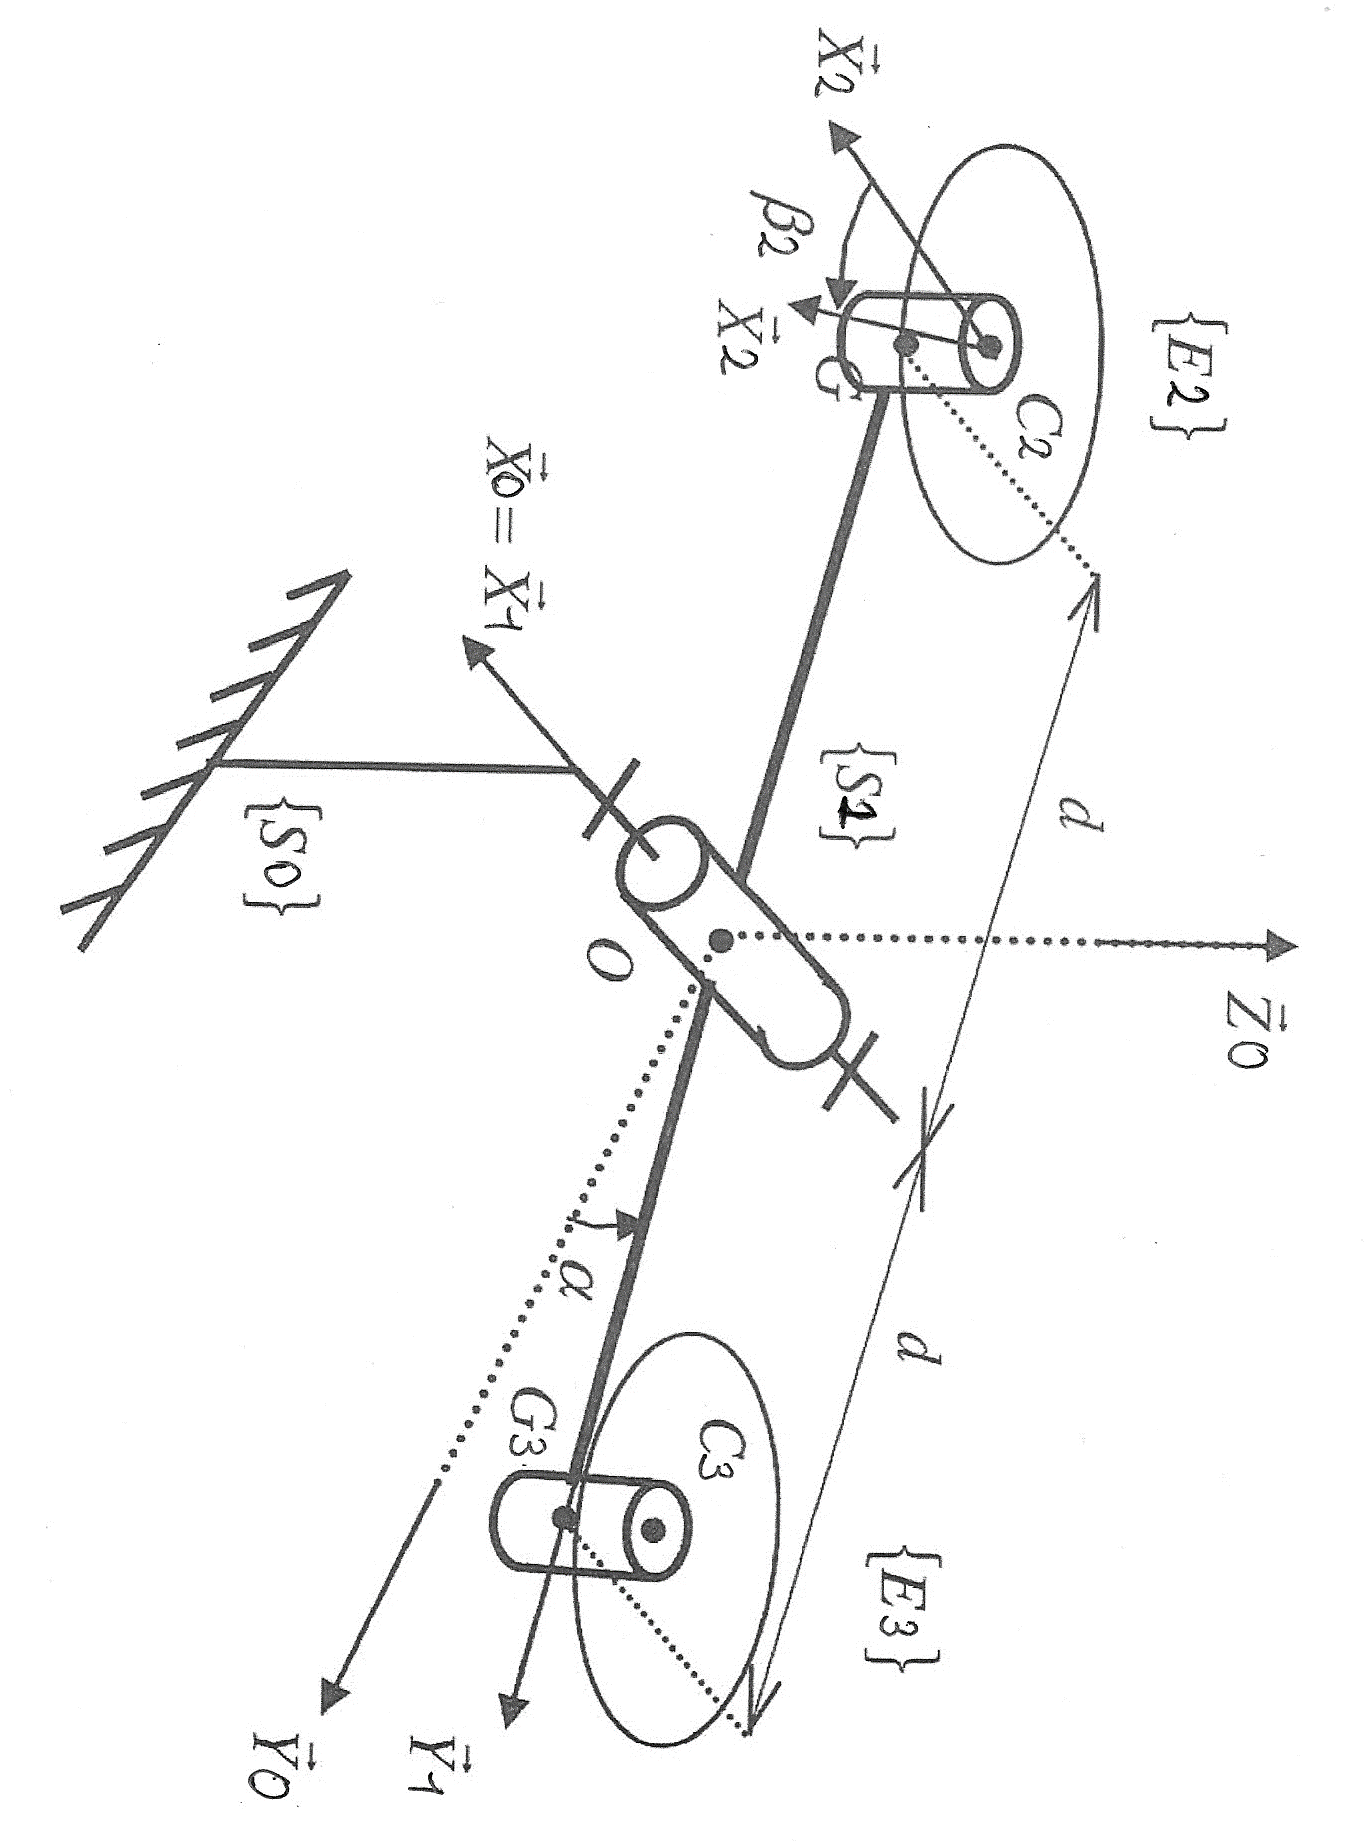 {E2}
X⃗2
β2
X⃗2
C2
G
{S1}
d
Z⃗0
X⃗0 = X⃗1
{S0}
O
d
α
C3
G3
{E3}
Y⃗1
Y⃗0